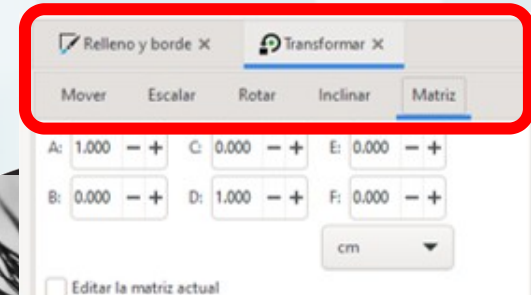 Relleno y borde × Transformar ×
Mover Escalar Rotar Inclinar Matriz
A: 1.000 − + C: 0.000 − + E: 0.000 − +
B: 0.000 − + D: 1.000 − + F: 0.000 − +
cm
Editar la matriz actual